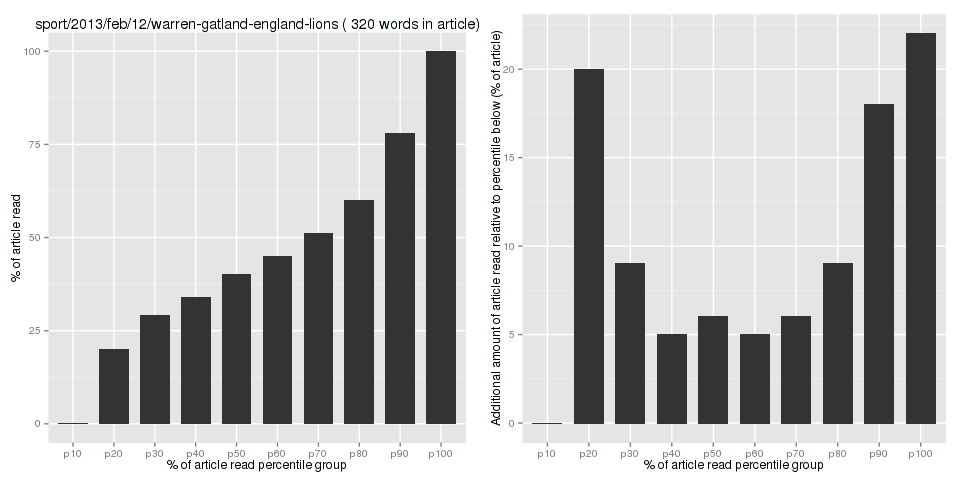 sport/2013/feb/12/warren-gatland-england-lions ( 320 words in article)
% of article read
100
75
50
25
0
p10 p20 p30 p40 p50 p60 p70 p80 p90 p100
% of article read percentile group
Additional amount of article read relative to percentile below (% of article)
20
15
10
5
0
p10 p20 p30 p40 p50 p60 p70 p80 p90 p100
% of article read percentile group